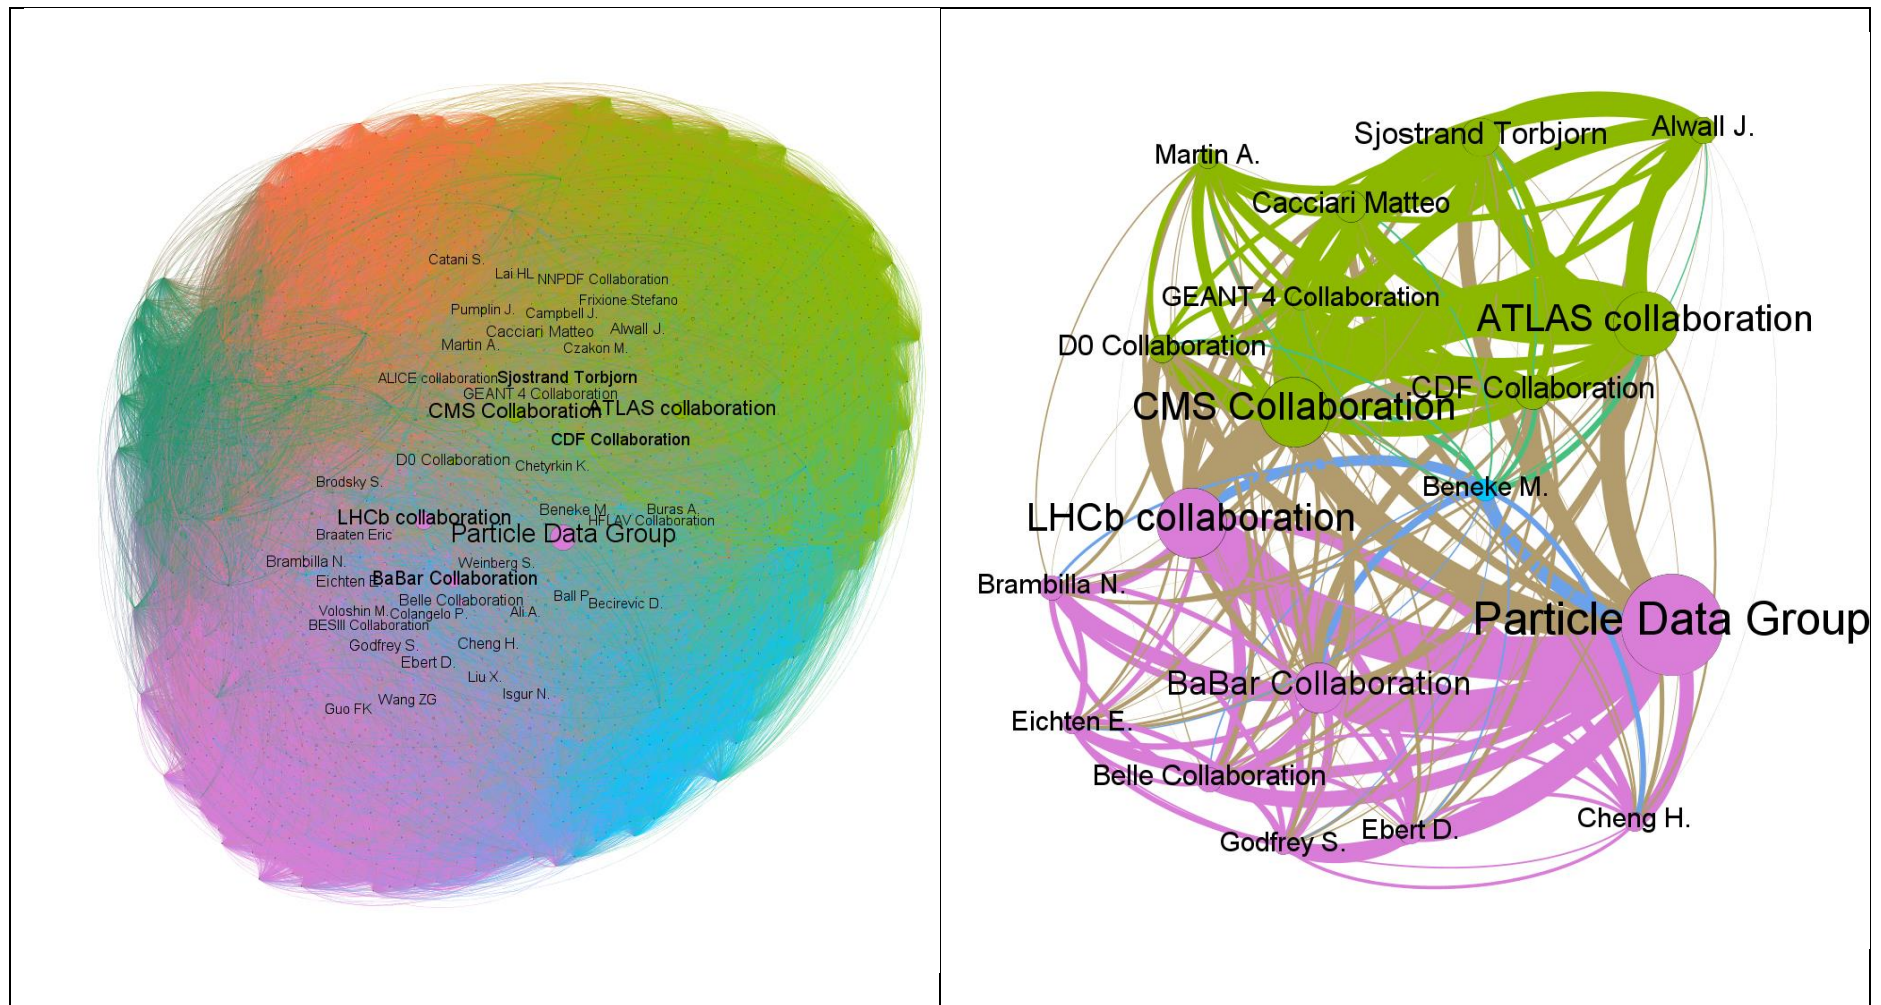 Catani S.
Lai HL
NNPDF Collaboration
Frixione Stefano
Pumplin J.
Campbell J.
Cacciari Matteo
Alwall J.
Martin A.
Czakon M.
ALICE collaboration
Sjostrand Torbjorn
GEANT 4 Collaboration
CMS Collaboration
ATLAS collaboration
CDF Collaboration
D0 Collaboration
Chetyrkin K.
Brodsky S.
Beneke M.
Buras A.
LHCb collaboration
HFLAV Collaboration
Braaten Eric
Particle Data Group
Brambilla N.
Weinberg S.
Eichten E.
BaBar Collaboration
Belle Collaboration
Ball P.
Becirevic D.
Voloshin M.
Colangelo P.
Ali A.
BESIII Collaboration
Godfrey S.
Cheng H.
Ebert D.
Liu X.
Isgur N.
Wang ZG
Guo FK
Sjostrand Torbjorn
Alwall J.
Martin A.
Cacciari Matteo
GEANT 4 Collaboration
ATLAS collaboration
D0 Collaboration
CDF Collaboration
CMS Collaboration
Beneke M.
LHCb collaboration
Brambilla N.
Particle Data Group
BaBar Collaboration
Eichten E.
Belle Collaboration
Cheng H.
Ebert D.
Godfrey S.